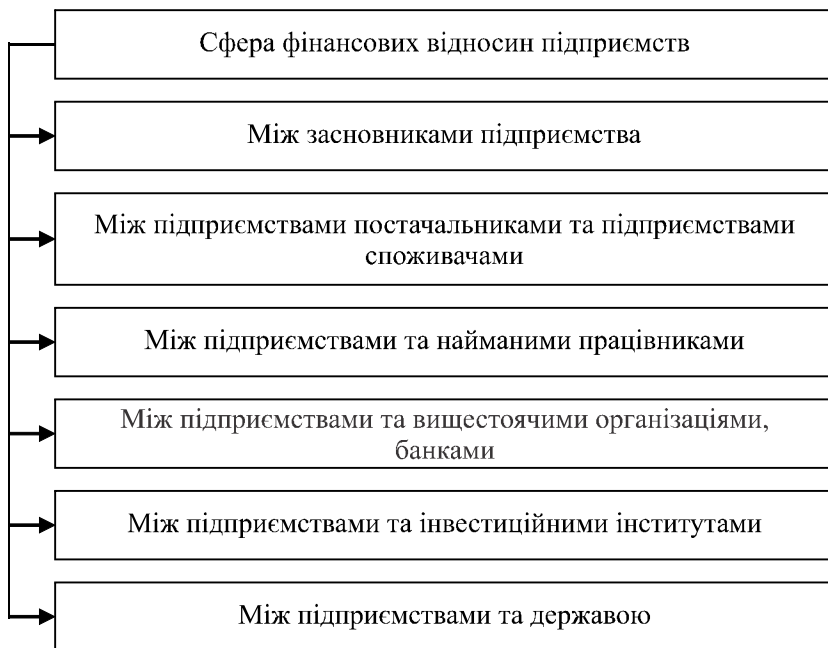 Сфера фінансових відносин підприємств
Між засновниками підприємства
Між підприємствами постачальниками та підприємствами
споживачами
Між підприємствами та найманими працівниками
Між підприємствами та вищестоячими організаціями,
банками
Між підприємствами та інвестиційними інститутами
Між підприємствами та державою